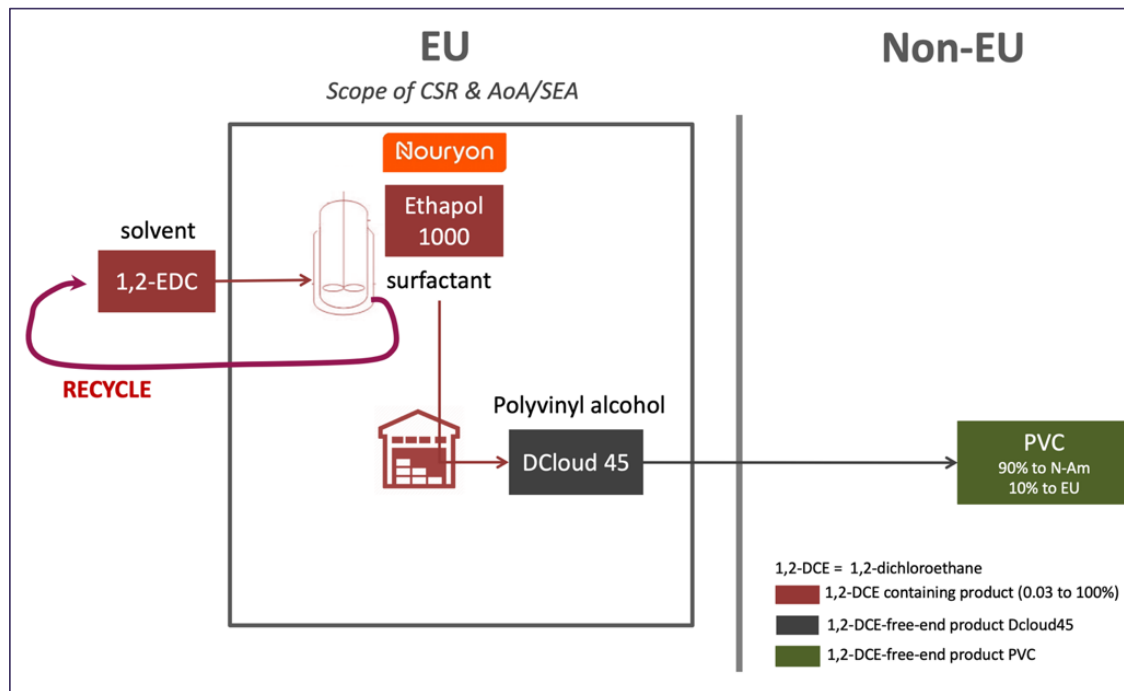 EU
Non-EU
Scope of CSR & AoA/SEA
Nouryon
Ethapol
1000
solvent
1,2-EDC
surfactant
RECYCLE
Polyvinyl alcohol
DCloud 45
PVC
90% to N-Am
10% to EU
1,2-DCE = 1,2-dichloroethane
1,2-DCE containing product (0.03 to 100%)
1,2-DCE-free-end product Dcloud45
1,2-DCE-free-end product PVC